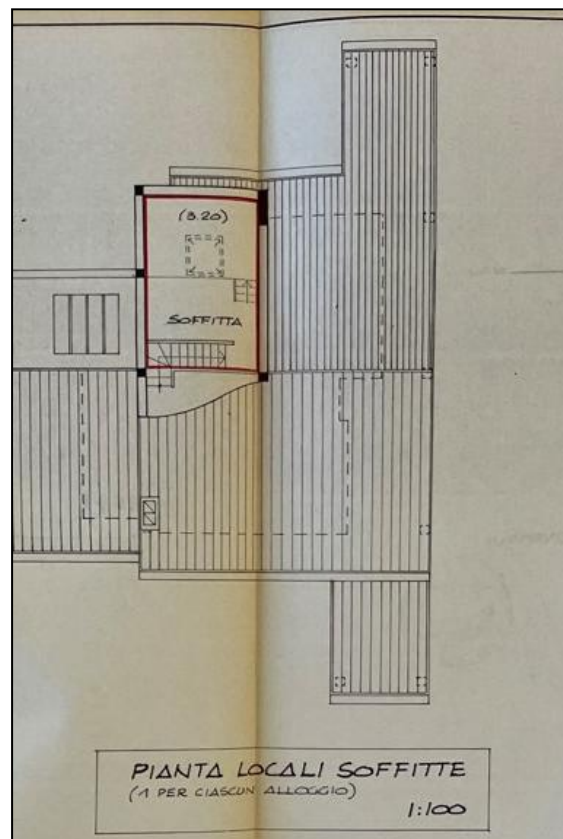 (3.20)
SOFFITTA
PIANTA LOCALI SOFFITTE
(1 PER CIASCUN ALLOGGIO)
1:100